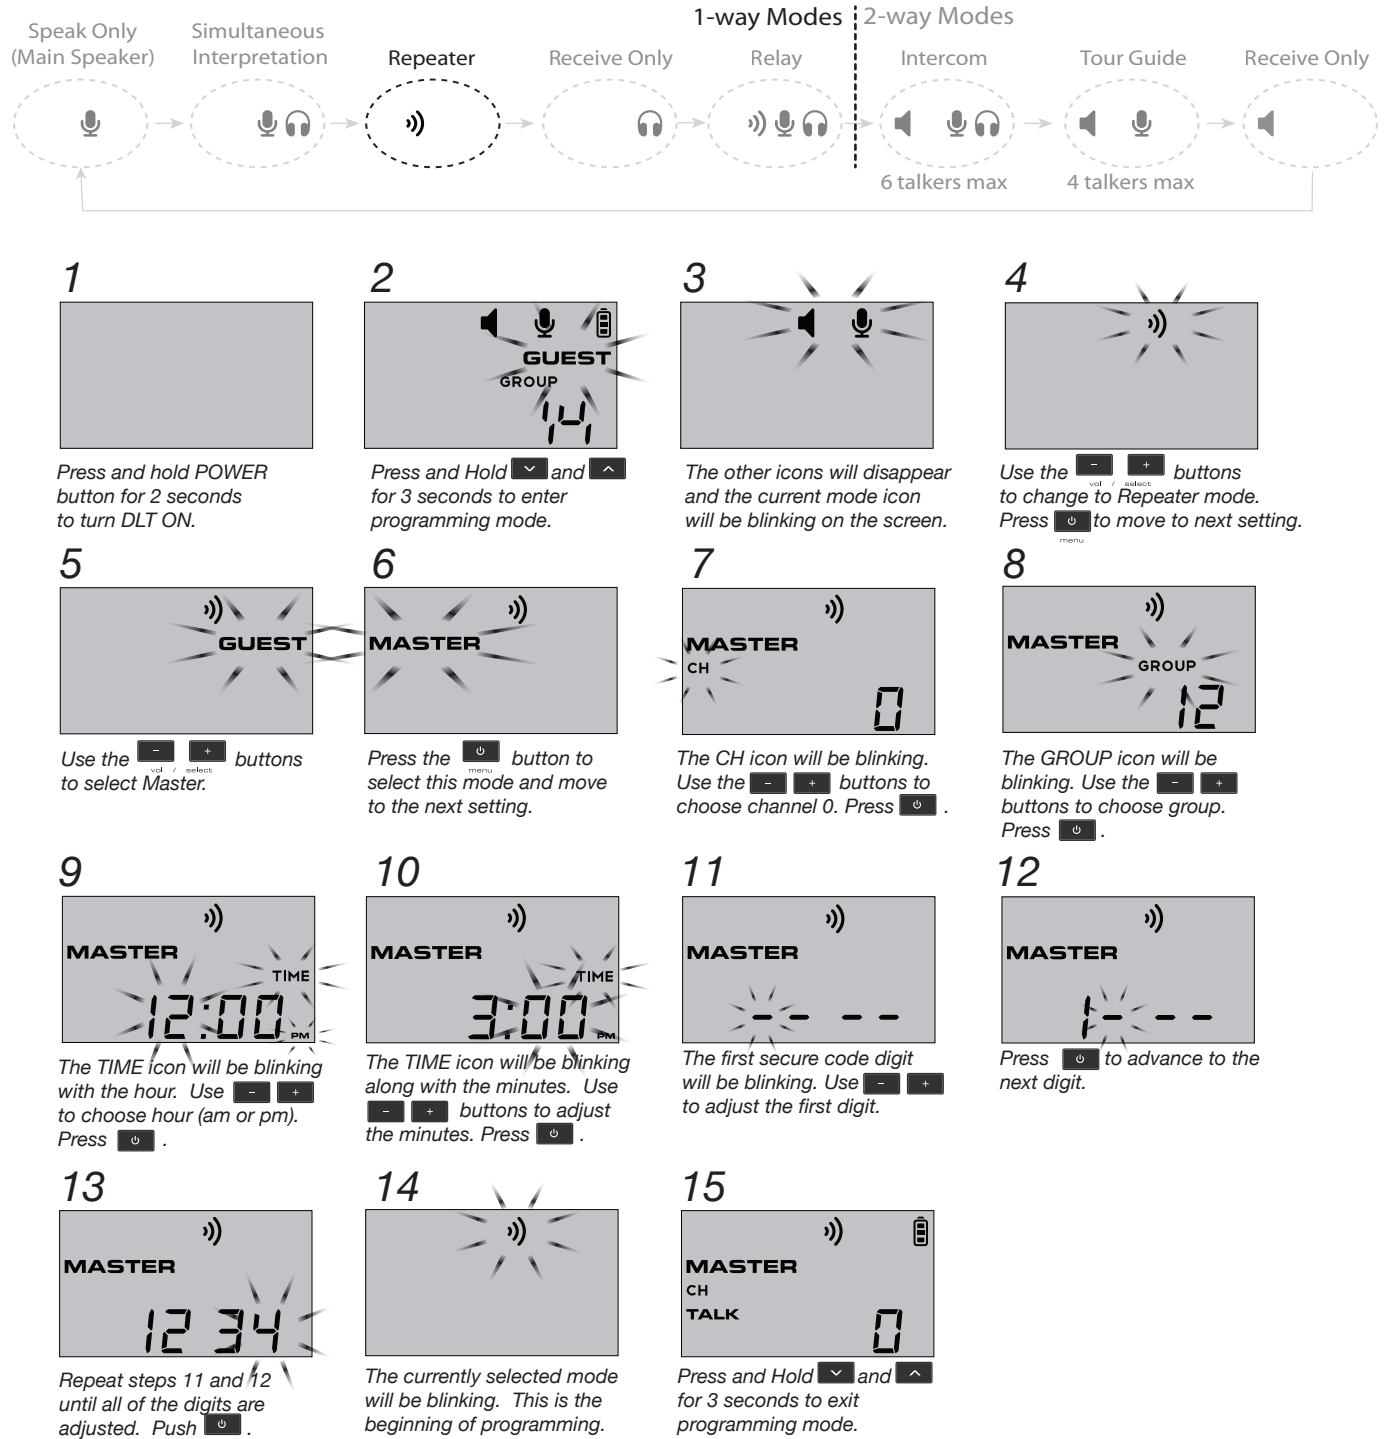 1-way Modes
2-way Modes
Speak Only
(Main Speaker)
Simultaneous
Interpretation
Repeater
Receive Only
Relay
Intercom
Tour Guide
Receive Only
6 talkers max
4 talkers max
1
2
3
4
GUEST
GROUP
14
Press and hold POWER
button for 2 seconds
to turn DLT ON.
Press and Hold and
for 3 seconds to enter
programming mode.
The other icons will disappear
and the current mode icon
will be blinking on the screen.
Use the - + buttons
vol / select
to change to Repeater mode.
Press to move to next setting.
menu
5
6
7
8
GUEST
MASTER
MASTER
CH
0
MASTER
GROUP
12
Use the - + buttons
vol / select
to select Master.
Press the button to
menu
select this mode and move
to the next setting.
The CH icon will be blinking.
Use the - + buttons to
choose channel 0. Press .
The GROUP icon will be
blinking. Use the - +
buttons to choose group.
Press .
9
10
11
12
MASTER
TIME
12:00
PM
MASTER
TIME
3:00
PM
MASTER
- - - -
MASTER
1 - - -
The TIME icon will be blinking
with the hour. Use - +
to choose hour (am or pm).
Press .
The TIME icon will be blinking
along with the minutes. Use
- + buttons to adjust
the minutes. Press .
The first secure code digit
will be blinking. Use - +
to adjust the first digit.
Press to advance to the
next digit.
13
14
15
MASTER
12 34
MASTER
CH
TALK
0
Repeat steps 11 and 12
until all of the digits are
adjusted. Push .
The currently selected mode
will be blinking. This is the
beginning of programming.
Press and Hold and
for 3 seconds to exit
programming mode.